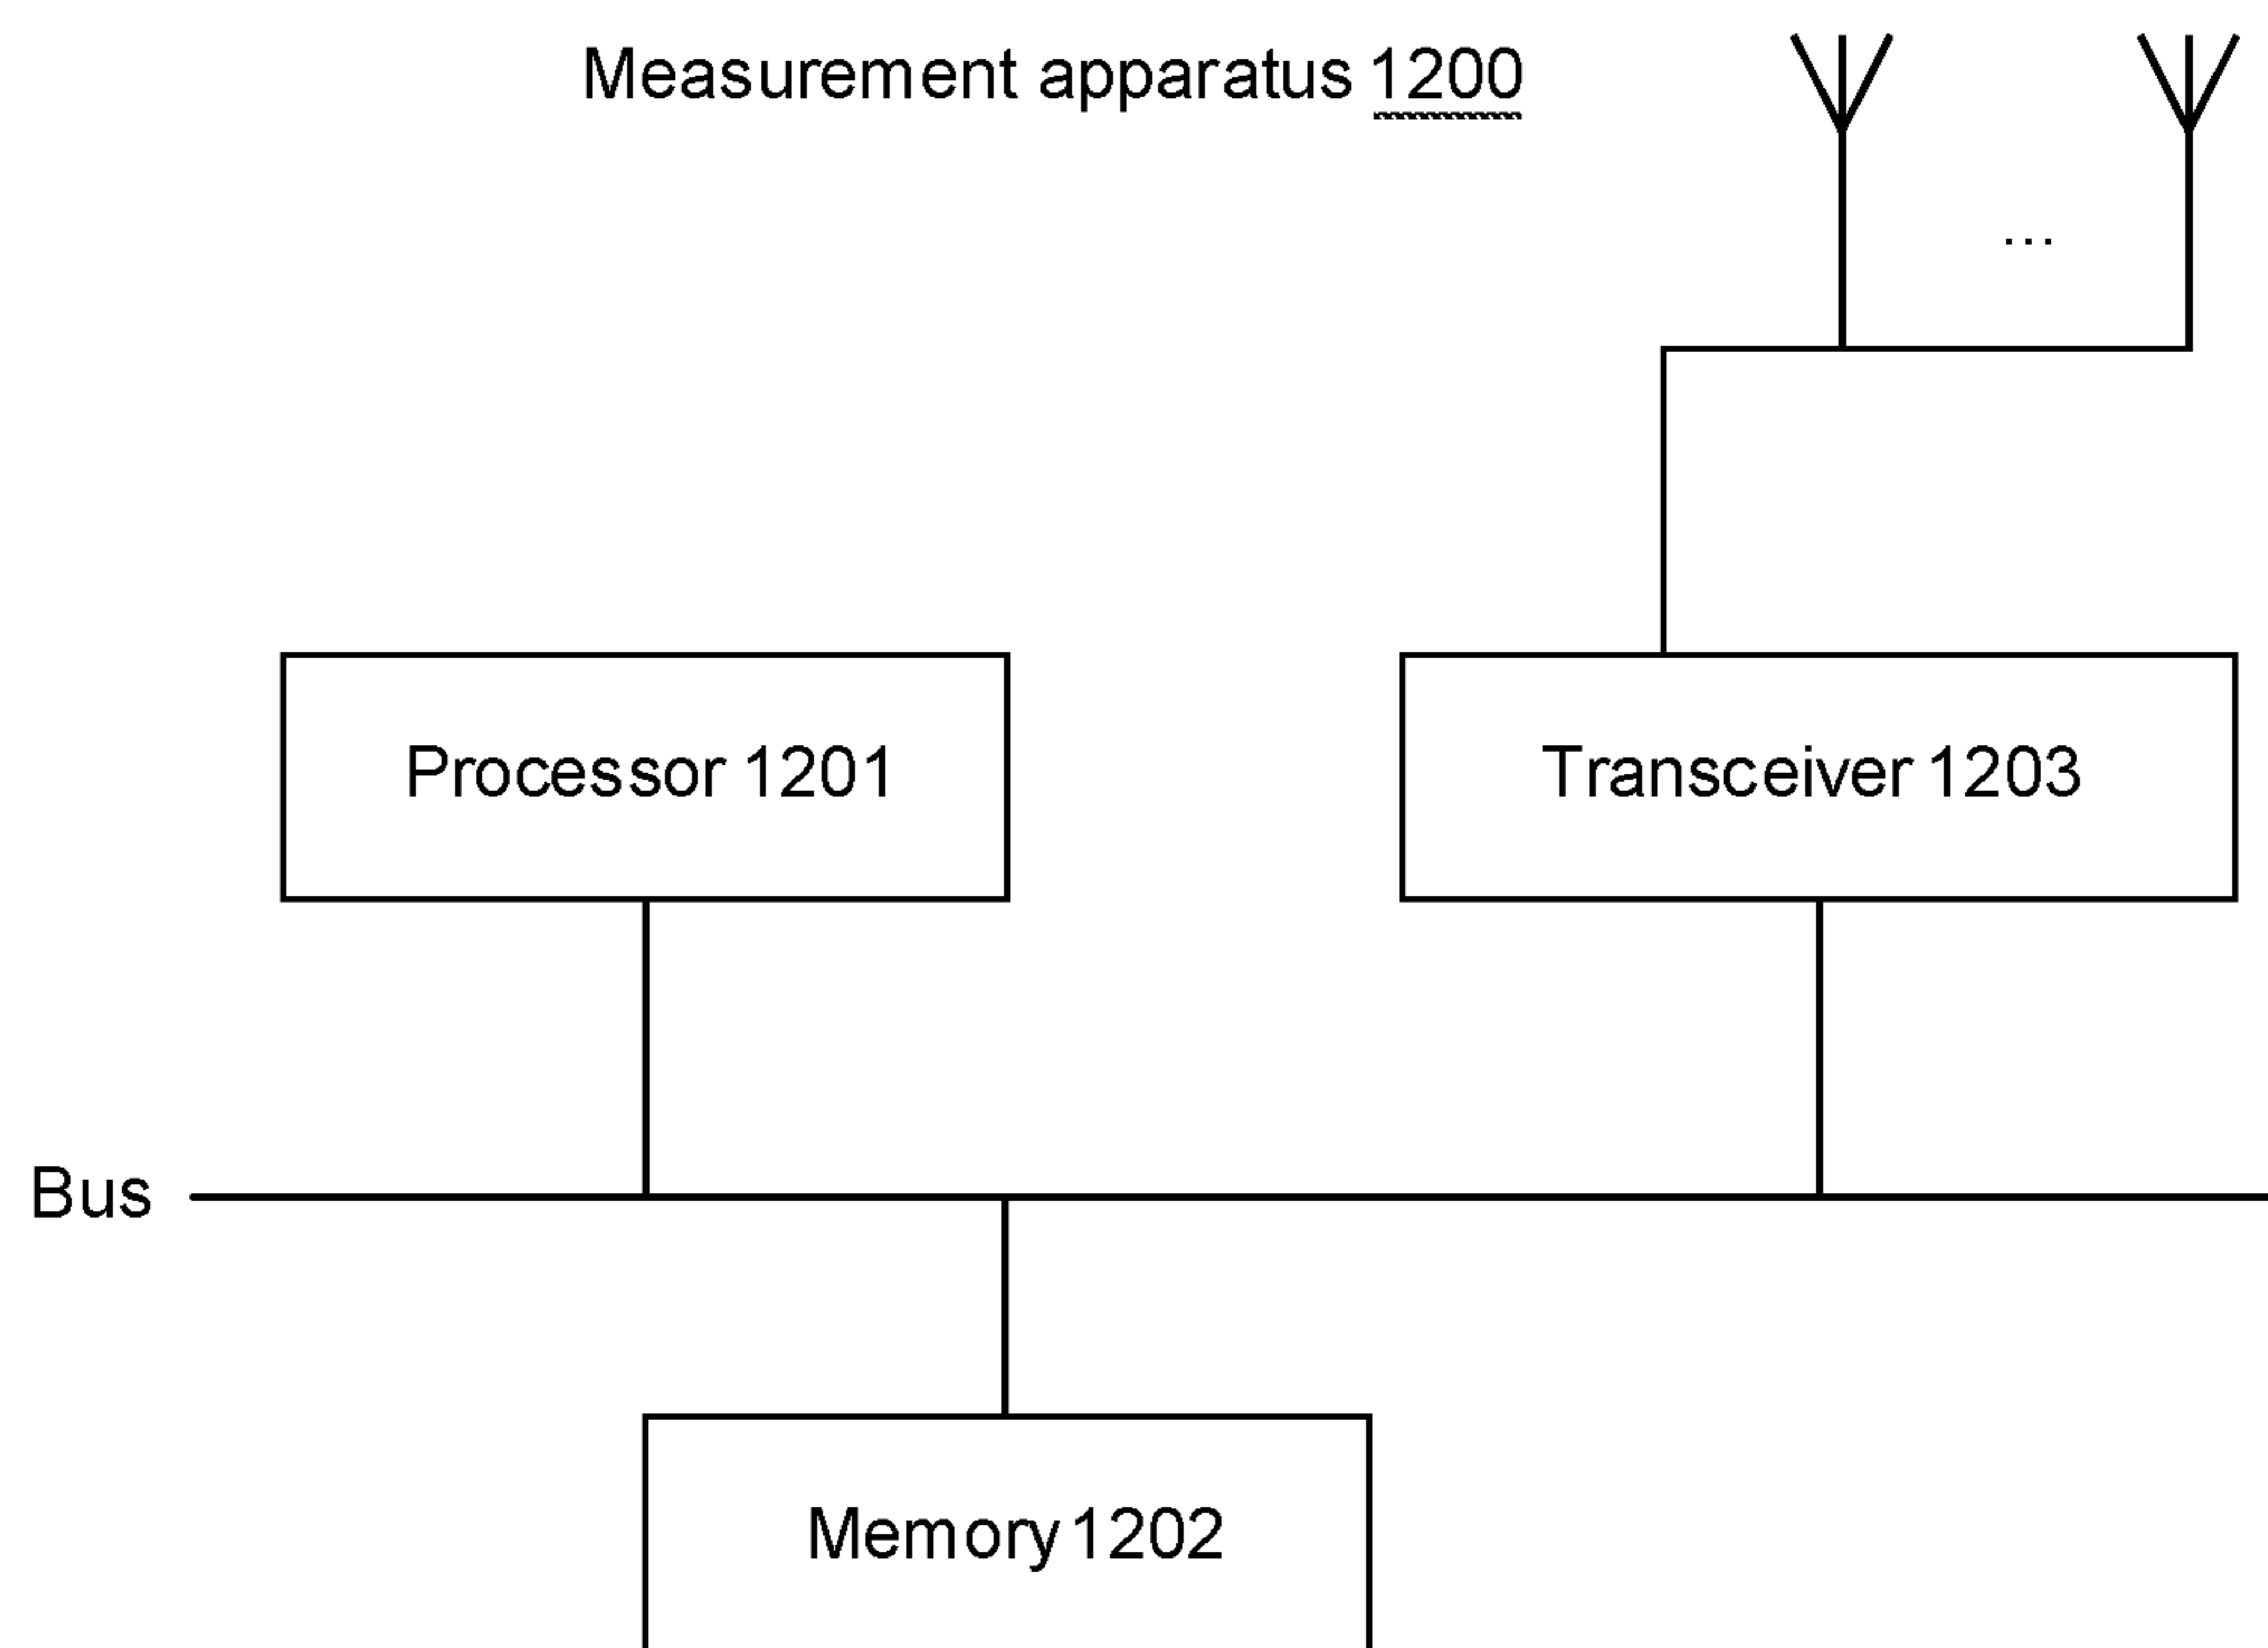 Measurement apparatus 1200
...
Processor 1201
Transceiver 1203
Bus
Memory 1202